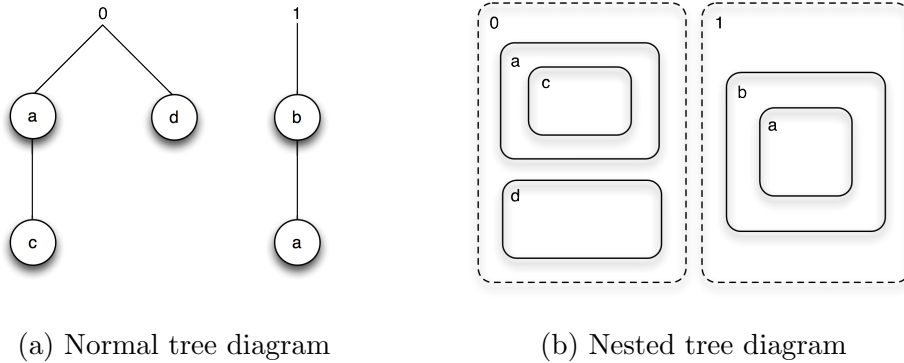 0 1
a d b
c a
(a) Normal tree diagram
0 1
a
c
b
a
d
(b) Nested tree diagram